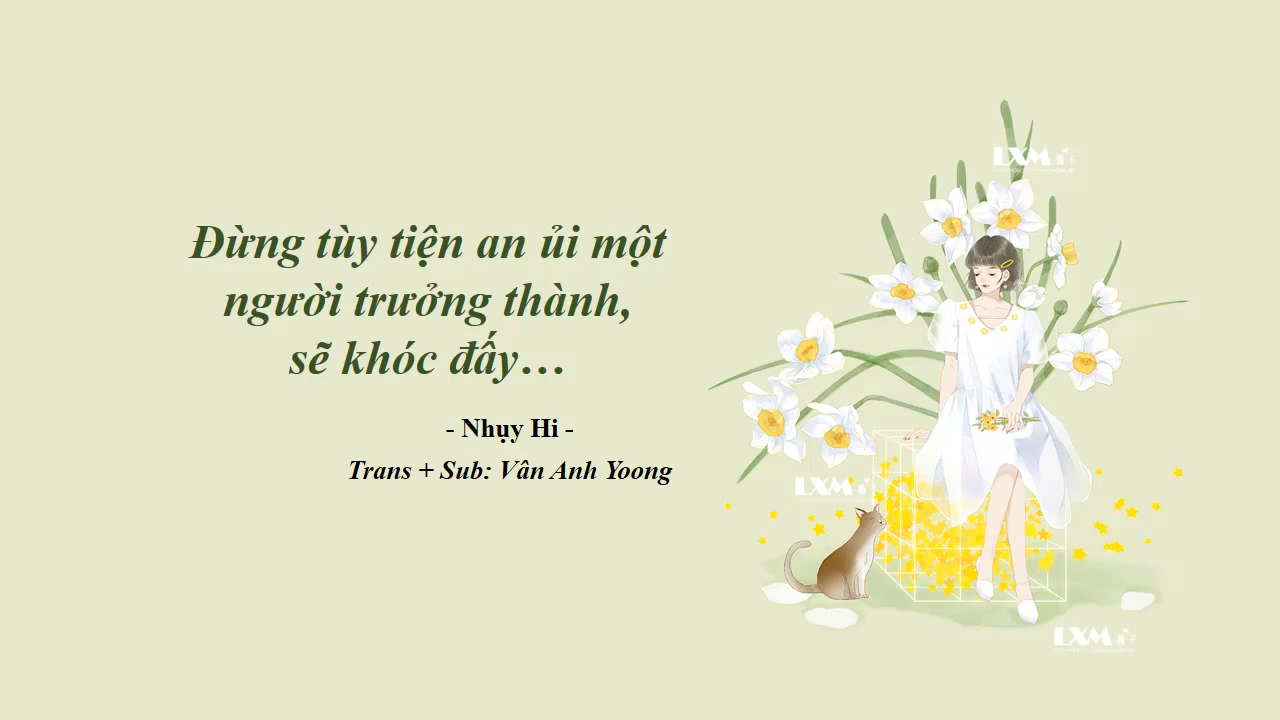 LXM
Đừng tùy tiện an ủi một
người trưởng thành,
sẽ khóc đấy…
- Nhụy Hi -
Trans + Sub: Vân Anh Yoong
LXM
LXM